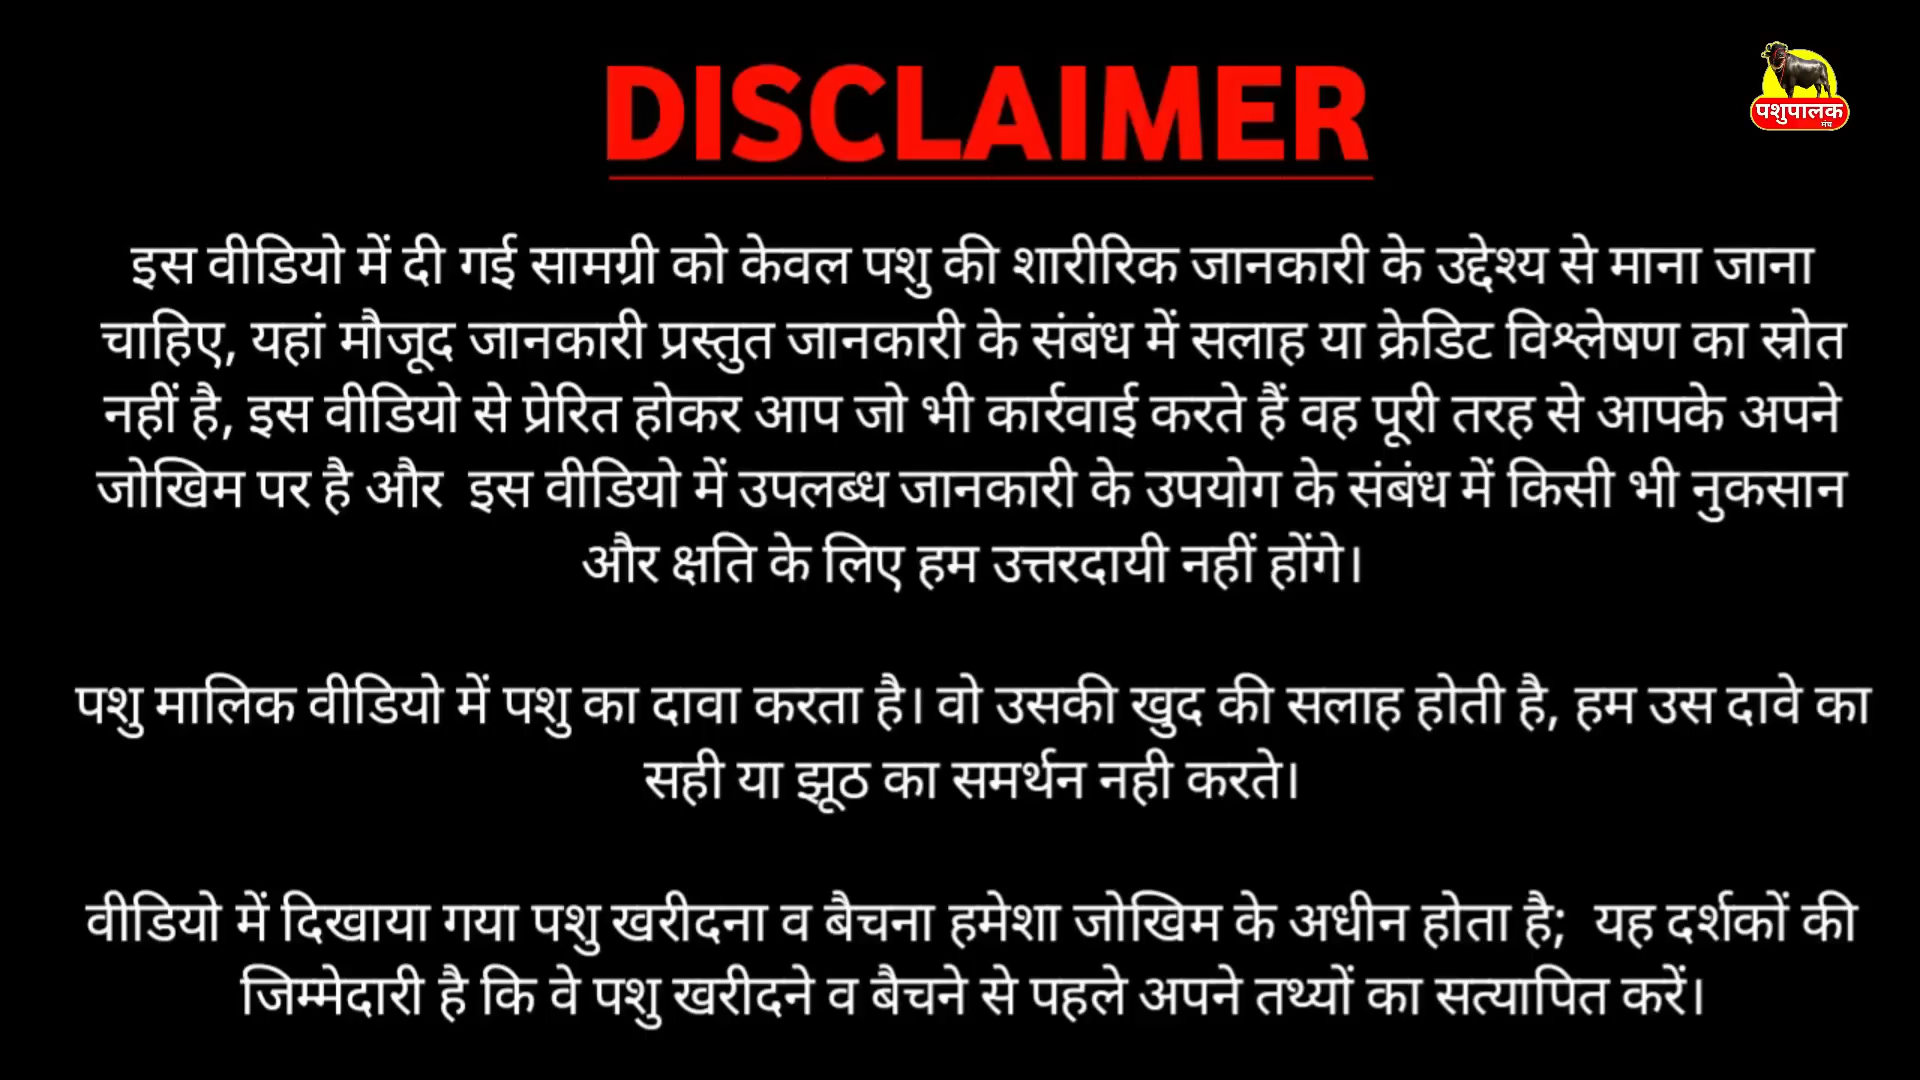 DISCLAIMER
पशुपालक
मंच
इस वीडियो में दी गई सामग्री को केवल पशु की शारीरिक जानकारी के उद्देश्य से माना जाना
चाहिए, यहां मौजूद जानकारी प्रस्तुत जानकारी के संबंध में सलाह या क्रेडिट विश्लेषण का स्रोत
नहीं है, इस वीडियो से प्रेरित होकर आप जो भी कार्रवाई करते हैं वह पूरी तरह से आपके अपने
जोखिम पर है और  इस वीडियो में उपलब्ध जानकारी के उपयोग के संबंध में किसी भी नुकसान
और क्षति के लिए हम उत्तरदायी नहीं होंगे।
पशु मालिक वीडियो में पशु का दावा करता है। वो उसकी खुद की सलाह होती है, हम उस दावे का
सही या झूठ का समर्थन नही करते।
वीडियो में दिखाया गया पशु खरीदना व बैचना हमेशा जोखिम के अधीन होता है;  यह दर्शकों की
जिम्मेदारी है कि वे पशु खरीदने व बैचने से पहले अपने तथ्यों का सत्यापित करें।